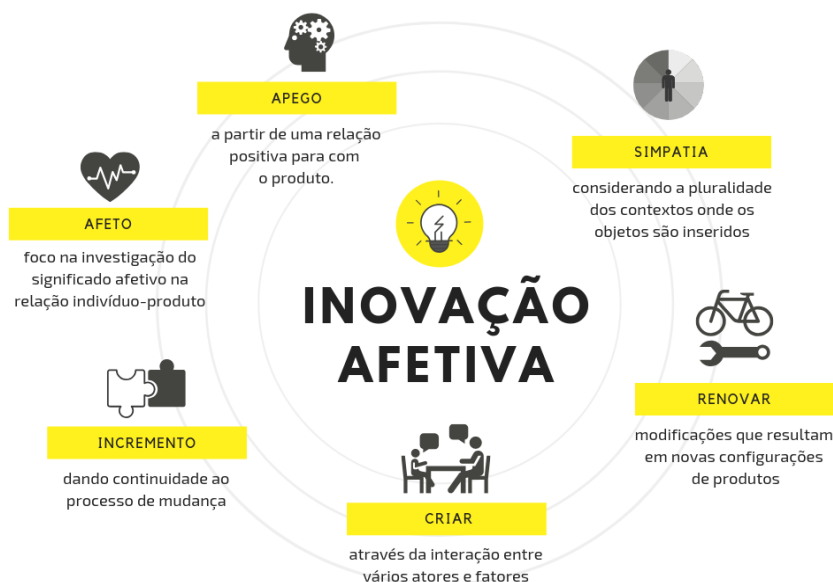 APEGO
a partir de uma relação
positiva para com
o produto.
SIMPATIA
considerando a pluralidade
dos contextos onde os
objetos são inseridos
AFETO
foco na investigação do
significado afetivo na
relação indivíduo-produto
INOVAÇÃO
AFETIVA
RENOVAR
modificações que resultam
em novas configurações
de produtos
INCREMENTO
dando continuidade ao
processo de mudança
CRIAR
através da interação entre
vários atores e fatores